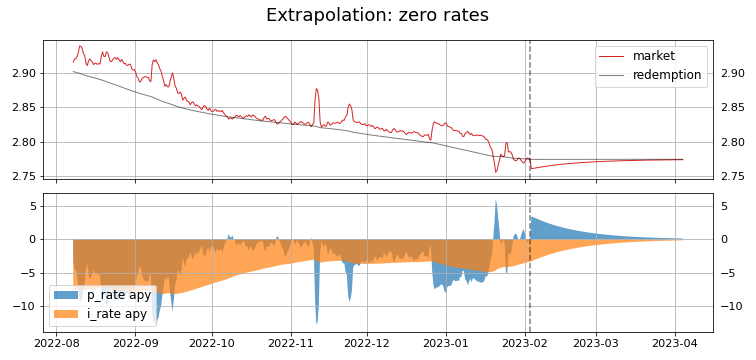 Extrapolation: zero rates
market
redemption
2.90 2.90
2.85 2.85
2.80 2.80
2.75 2.75
5 5
0 0
−5 −5
−10 −10
p_rate apy
i_rate apy
2022-08 2022-09 2022-10 2022-11 2022-12 2023-01 2023-02 2023-03 2023-04